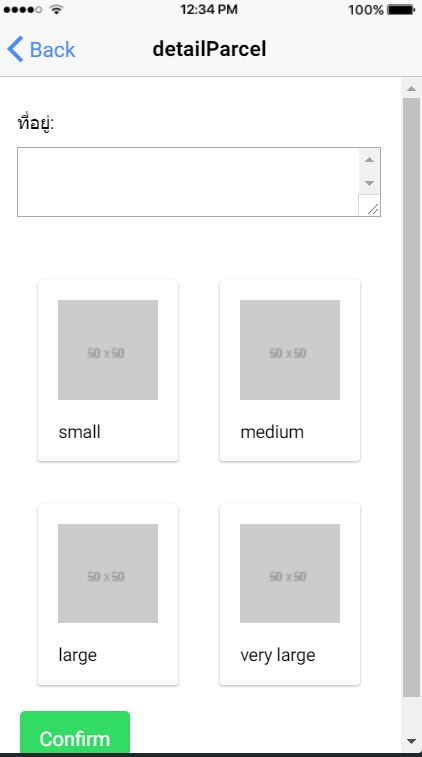 12:34 PM 100%
Back detailParcel
ที่อยู่:
50 x 50 50 x 50
small medium
50 x 50 50 x 50
large very large
Confirm